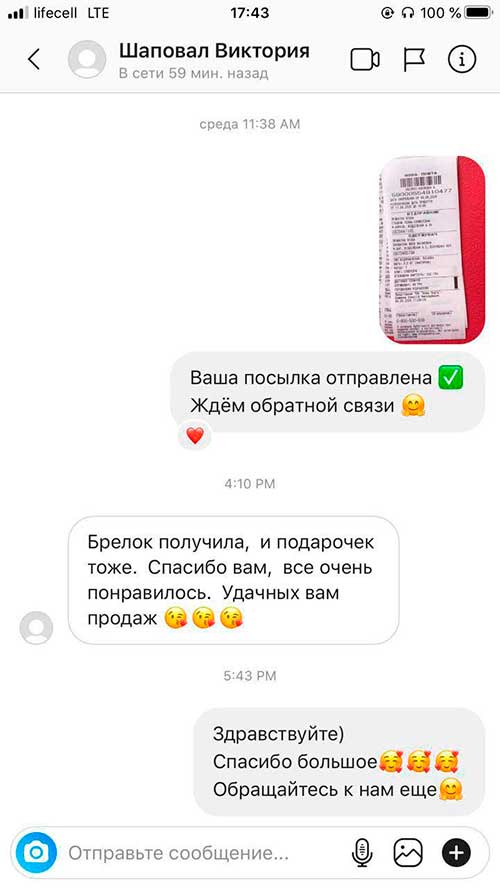 lifecell LTE 17:43 100 %
Шаповал Виктория
В сети 59 мин. назад
среда 11:38 AM
НОВА ПОШТА
Ваша посылка отправлена ✅
Ждём обратной связи 🤗
❤️
4:10 PM
Брелок получила, и подарочек
тоже. Спасибо вам, все очень
понравилось. Удачных вам
продаж 😘😘😘
5:43 PM
Здравствуйте)
Спасибо большое🥰🥰🥰
Обращайтесь к нам еще🤗
Отправьте сообщение...